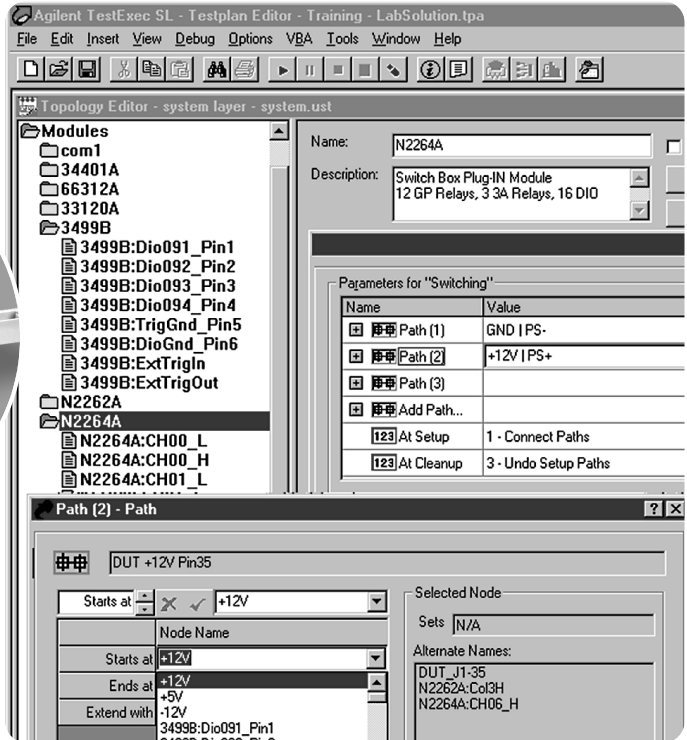 Agilent TestExec SL - Testplan Editor - Training - LabSolution.tpa
File Edit Insert View Debug Options VBA Tools Window Help
Topology Editor - system layer - system.ust
Modules
com1
34401A
66312A
33120A
3499B
3499B:Dio091_Pin1
3499B:Dio092_Pin2
3499B:Dio093_Pin3
3499B:Dio094_Pin4
3499B:TrigGnd_Pin5
3499B:DioGnd_Pin6
3499B:ExtTrigIn
3499B:ExtTrigOut
N2262A
N2264A
N2264A:CH00_L
N2264A:CH00_H
N2264A:CH01_L
Name: N2264A
Description: Switch Box Plug-IN Module
12 GP Relays, 3 3A Relays, 16 DIO
Parameters for "Switching"
Name Value
Path (1) GND | PS-
Path (2) +12V | PS+
Path (3)
Add Path...
123 At Setup 1 - Connect Paths
123 At Cleanup 3 - Undo Setup Paths
Path (2) - Path
DUT +12V Pin35
Starts at +12V
Node Name
Starts at +12V
Ends at +12V
+5V
Extend with -12V
3499B:Dio091_Pin1
Selected Node
Sets N/A
Alternate Names:
DUT_J1-35
N2262A:Col3H
N2264A:CH06_H